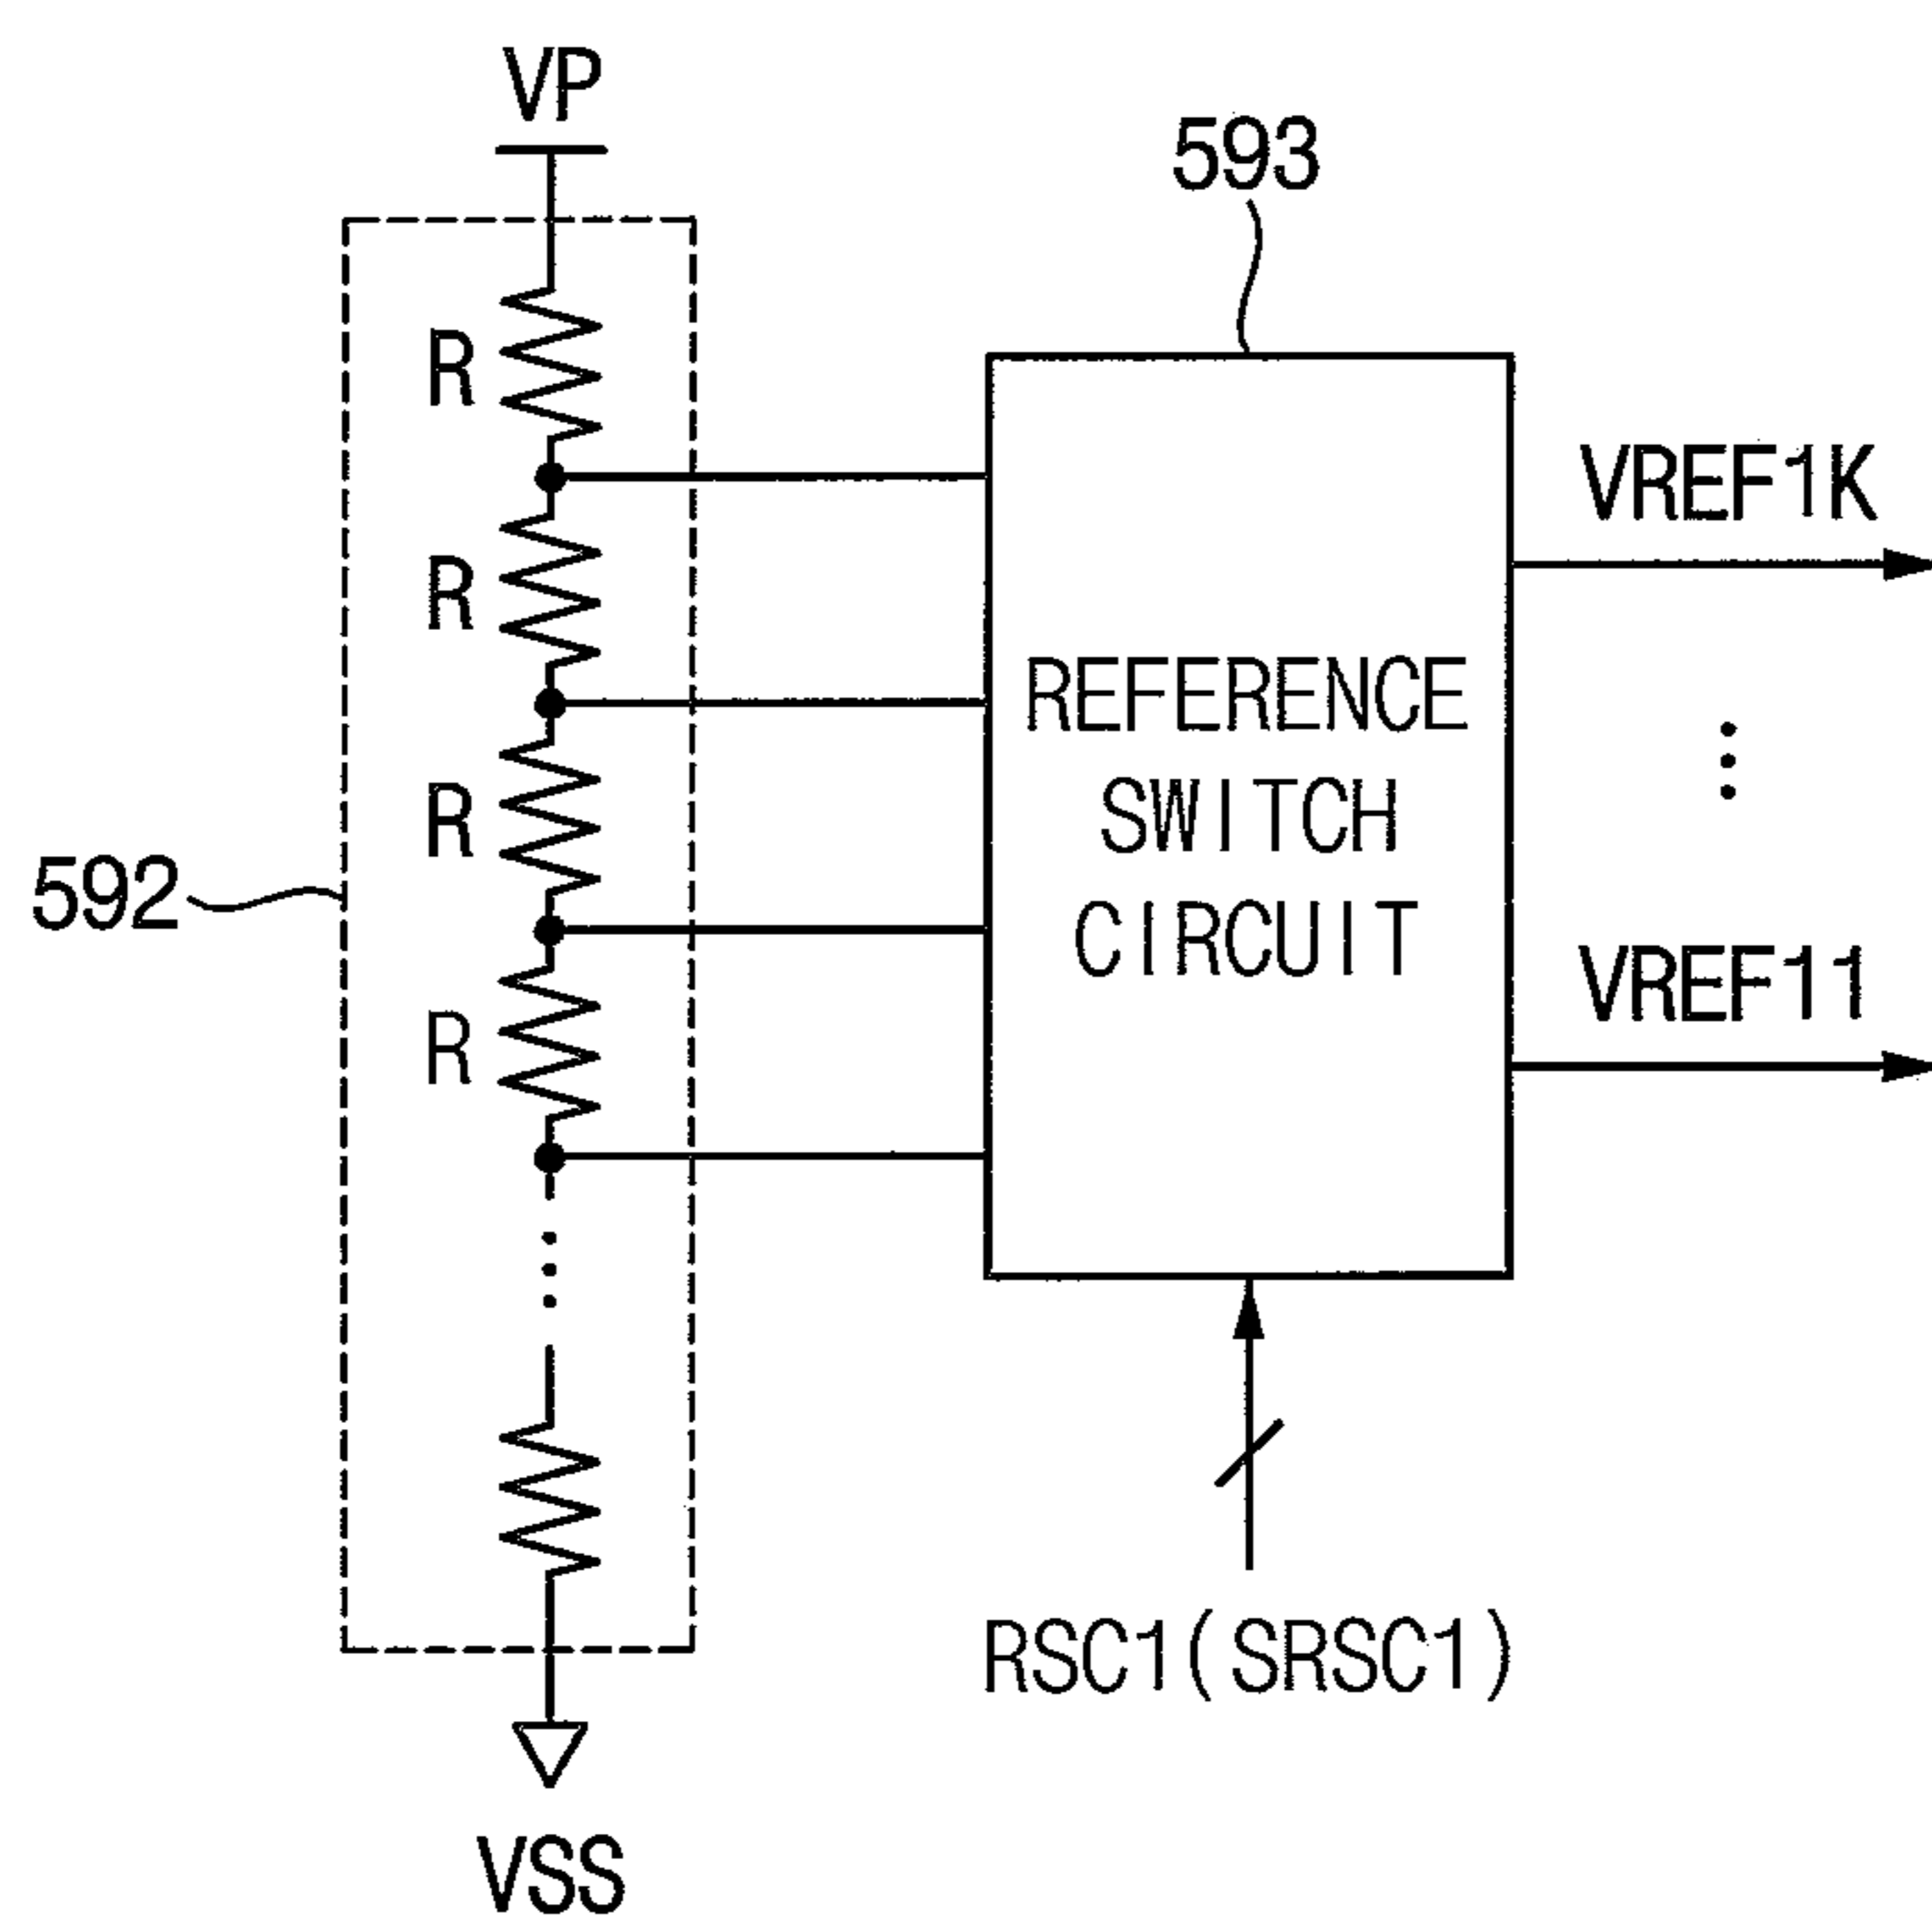 VP
593
R
VREF1K
R
REFERENCE
SWITCH
CIRCUIT
R
592
VREF11
R
RSC1(SRSC1)
VSS